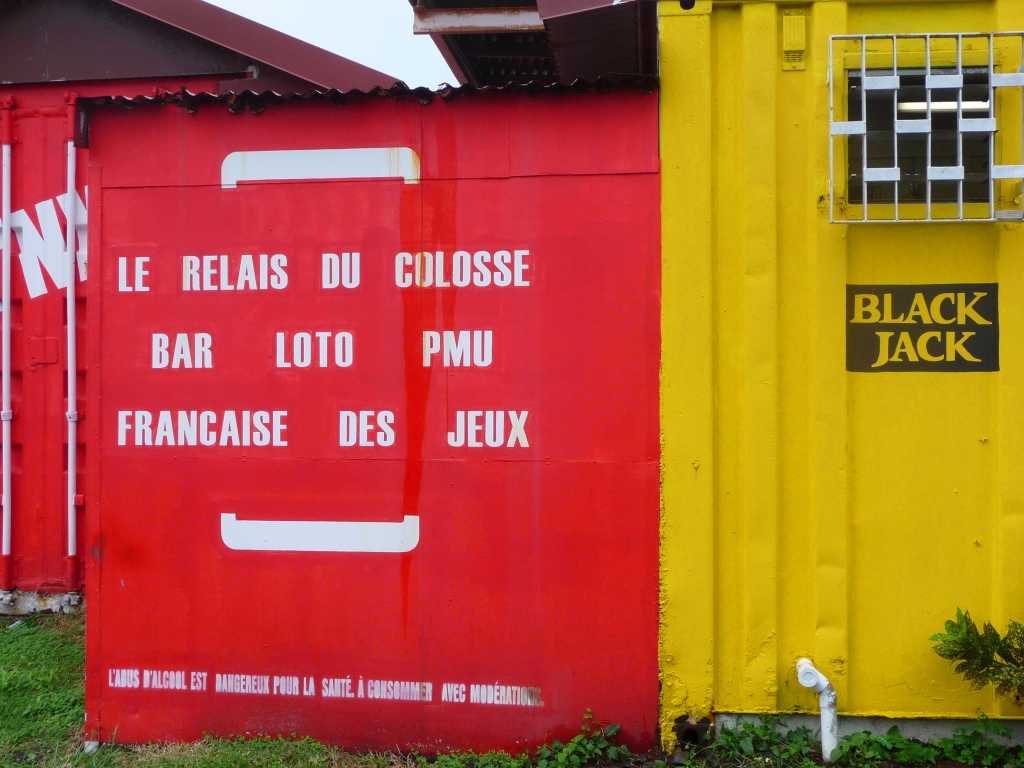 LE RELAIS DU COLOSSE
BAR LOTO PMU
FRANCAISE DES JEUX
L'ABUS D'ALCOOL EST DANGEREUX POUR LA SANTÉ. À CONSOMMER AVEC MODÉRATION.
BLACK
JACK